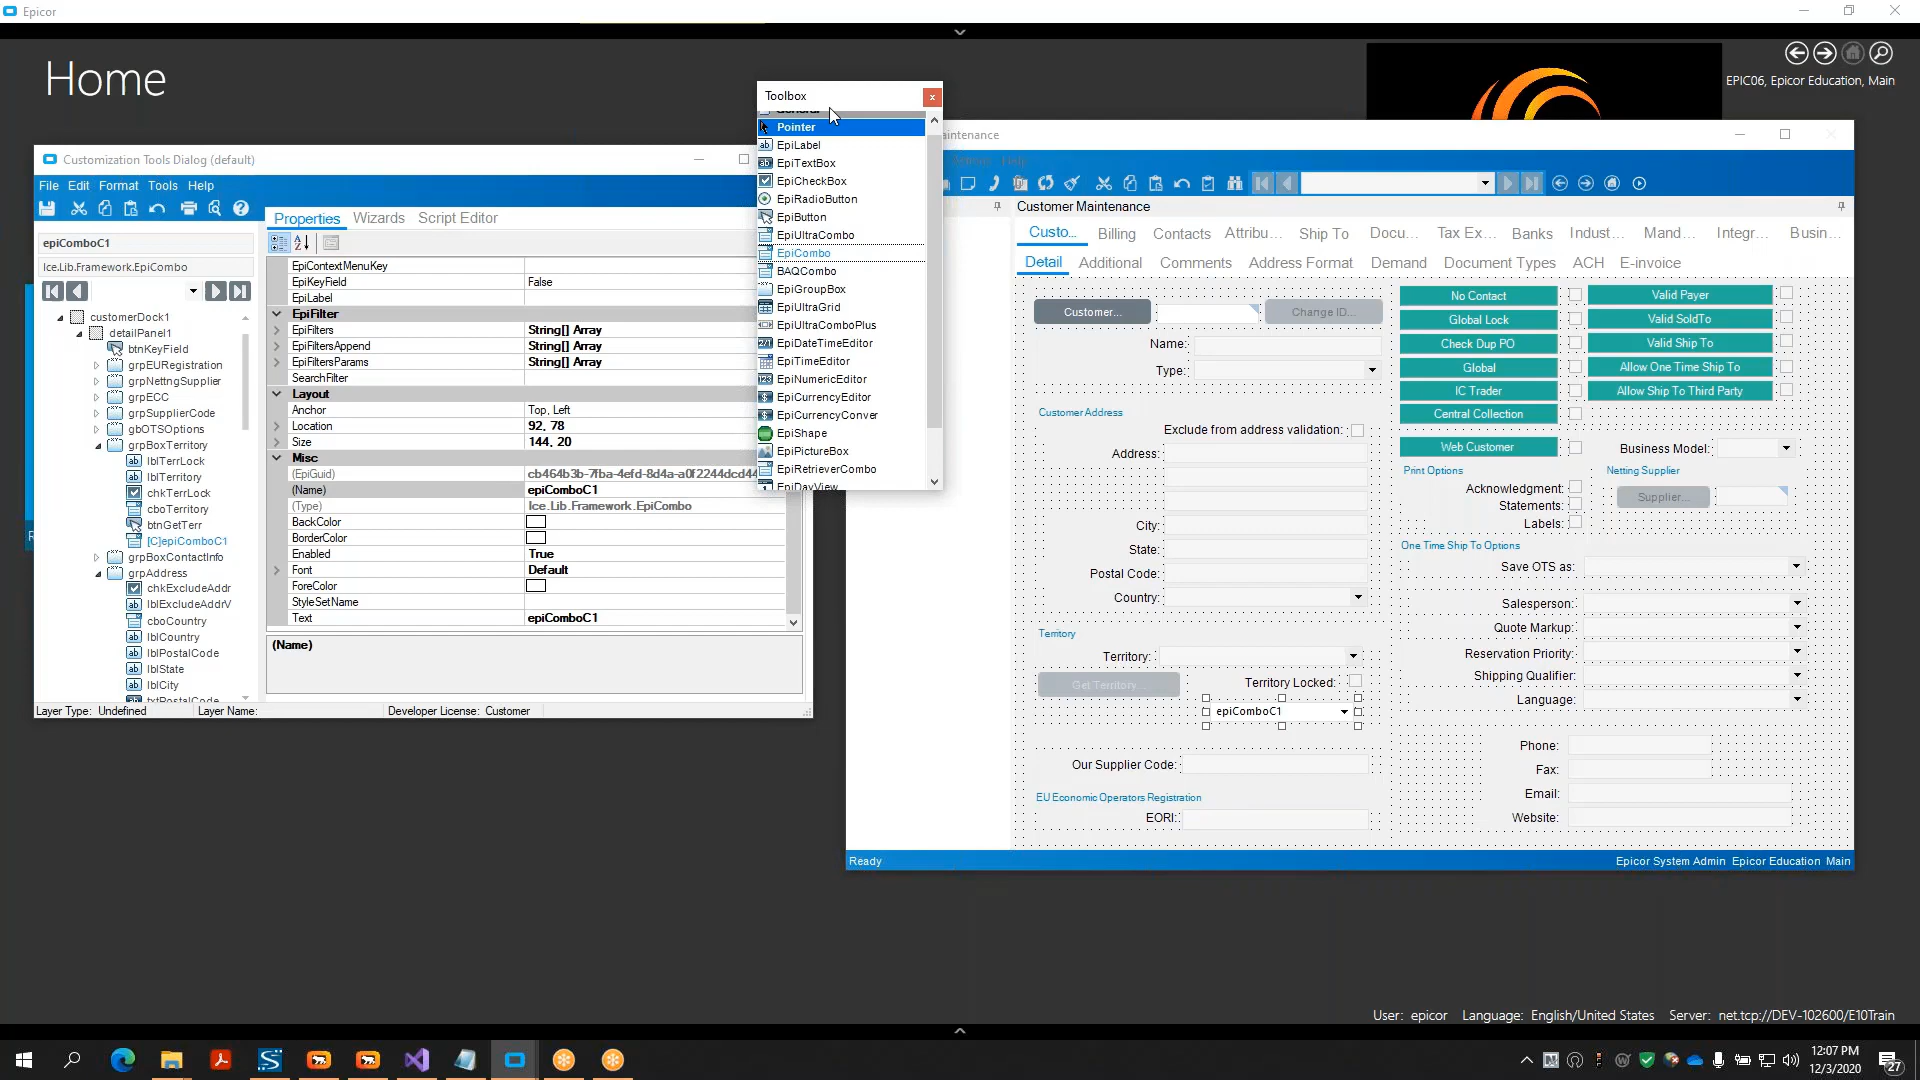 Epicor
Home
EPIC06, Epicor Education, Main
Customization Tools Dialog (default)
File Edit Format Tools Help
Properties Wizards Script Editor
epiComboC1
Ice.Lib.Framework.EpiCombo
customerDock1
detailPanel1
btnKeyField
grpEURegistration
grpNettngSupplier
grpECC
grpSupplierCode
gbOTSOptions
grpBoxTerritory
lblTerrLock
lblTerritory
chkTerrLock
cboTerritory
btnGetTerr
[C]epiComboC1
grpBoxContactInfo
grpAddress
chkExcludeAddr
lblExcludeAddrV
cboCountry
lblCountry
lblPostalCode
lblState
lblCity
txtPostalCode
EpiContextMenuKey
EpiKeyField False
EpiLabel
EpiFilter
EpiFilters String[] Array
EpiFiltersAppend String[] Array
EpiFiltersParams String[] Array
SearchFilter
Layout
Anchor Top, Left
Location 92, 78
Size 144, 20
Misc
(EpiGuid) cb464b3b-7fba-4efd-8d4a-a0f2244dcd44
(Name) epiComboC1
(Type) Ice.Lib.Framework.EpiCombo
BackColor
BorderColor
Enabled True
Font Default
ForeColor
StyleSetName
Text epiComboC1
(Name)
Layer Type: Undefined Layer Name: Developer License: Customer
Toolbox
General
Pointer
EpiLabel
EpiTextBox
EpiCheckBox
EpiRadioButton
EpiButton
EpiUltraCombo
EpiCombo
BAQCombo
EpiGroupBox
EpiUltraGrid
EpiUltraComboPlus
EpiDateTimeEditor
EpiTimeEditor
EpiNumericEditor
EpiCurrencyEditor
EpiCurrencyConver
EpiShape
EpiPictureBox
EpiRetrieverCombo
EpiDayView
aintenance
Customer Maintenance
Custo... Billing Contacts Attribu... Ship To Docu... Tax Ex... Banks Indust... Mand... Integr... Busin...
Detail Additional Comments Address Format Demand Document Types ACH E-invoice
Customer... Change ID...
Name:
Type:
Customer Address
Exclude from address validation:
Address:
City:
State:
Postal Code:
Country:
Territory
Territory:
Get Territory... Territory Locked:
epiComboC1
Our Supplier Code:
EU Economic Operators Registration
EORI:
No Contact Valid Payer
Global Lock Valid SoldTo
Check Dup PO Valid Ship To
Global Allow One Time Ship To
IC Trader Allow Ship To Third Party
Central Collection
Web Customer Business Model:
Print Options Netting Supplier
Acknowledgment: Supplier...
Statements:
Labels:
One Time Ship To Options
Save OTS as:
Salesperson:
Quote Markup:
Reservation Priority:
Shipping Qualifier:
Language:
Phone:
Fax:
Email:
Website:
Ready Epicor System Admin Epicor Education Main
User: epicor Language: English/United States Server: net.tcp://DEV-102600/E10Train
12:07 PM
12/3/2020
27